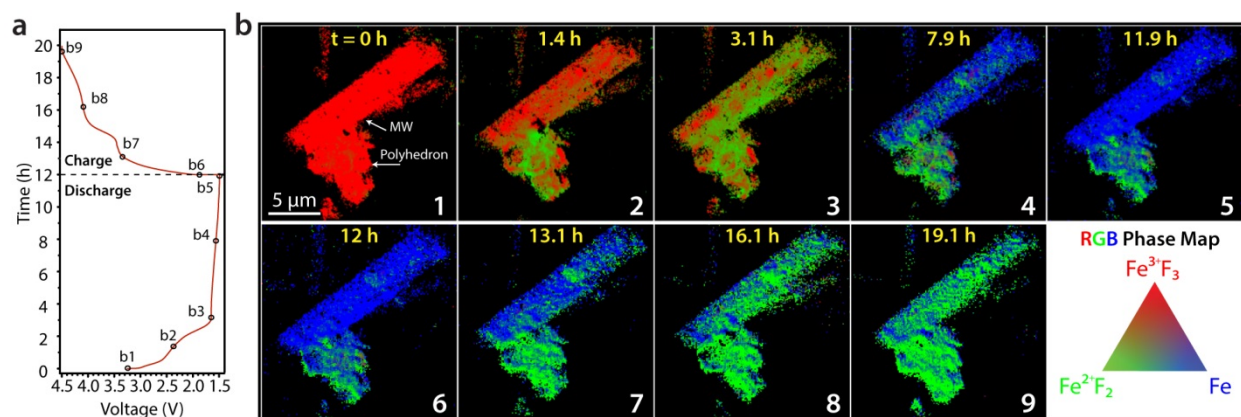 a
20
18
16
14
12
10
8
6
4
2
0
Time (h)
b9
b8
b7
Charge
b6
Discharge
b5
b4
b3
b2
b1
4.5 4.0 3.5 3.0 2.5 2.0 1.5
Voltage (V)
b
t = 0 h
MW
Polyhedron
5 μm
1
1.4 h
2
3.1 h
3
7.9 h
4
11.9 h
5
12 h
6
13.1 h
7
16.1 h
8
19.1 h
9
RGB Phase Map
Fe³⁺F₃
Fe²⁺F₂ Fe